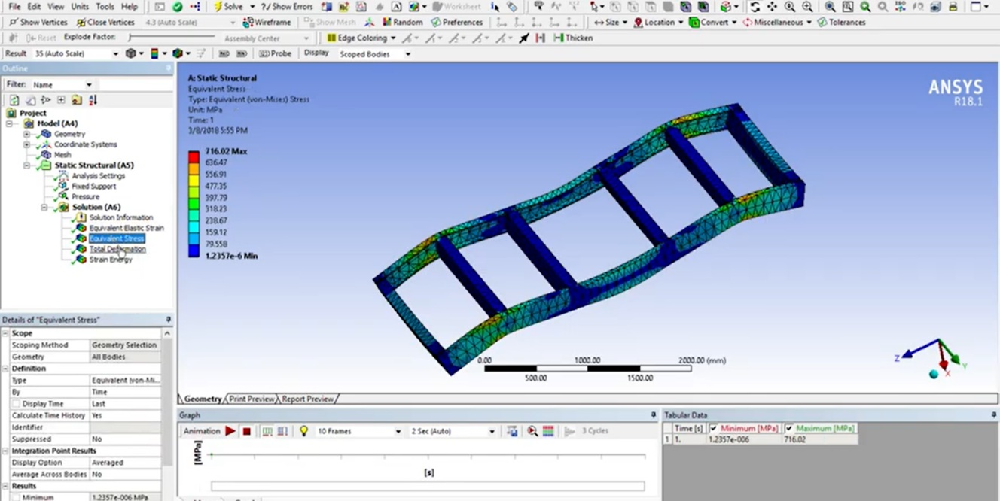 File Edit View Units Tools Help Solve ?/ Show Errors Worksheet
Show Vertices Close Vertices 4.3 (Auto Scale) Wireframe Show Mesh Random Preferences Size Location Convert Miscellaneous Tolerances
Reset Explode Factor: Assembly Center Edge Coloring Thicken
Result 35 (Auto Scale) Probe Display Scoped Bodies
Outline
Filter: Name
Project
Model (A4)
Geometry
Coordinate Systems
Mesh
Static Structural (A5)
Analysis Settings
Fixed Support
Pressure
Solution (A6)
Solution Information
Equivalent Elastic Strain
Equivalent Stress
Total Deformation
Strain Energy
Details of "Equivalent Stress"
Scope
Scoping Method Geometry Selection
Geometry All Bodies
Definition
Type Equivalent (von-Mi...
By Time
Display Time Last
Calculate Time History Yes
Identifier
Suppressed No
Integration Point Results
Display Option Averaged
Average Across Bodies No
Results
Minimum 1.2357e-006 MPa
A: Static Structural
Equivalent Stress
Type: Equivalent (von-Mises) Stress
Unit: MPa
Time: 1
3/8/2018 5:55 PM
716.02 Max
636.47
556.91
477.35
397.79
318.23
238.67
159.12
79.558
1.2357e-6 Min
ANSYS
R18.1
0.00 1000.00 2000.00 (mm)
500.00 1500.00
Z Y X
Geometry Print Preview Report Preview
Graph
Animation 10 Frames 2 Sec (Auto) 3 Cycles
[MPa]
[s]
Tabular Data
Time [s] Minimum [MPa] Maximum [MPa]
1 1. 1.2357e-006 716.02